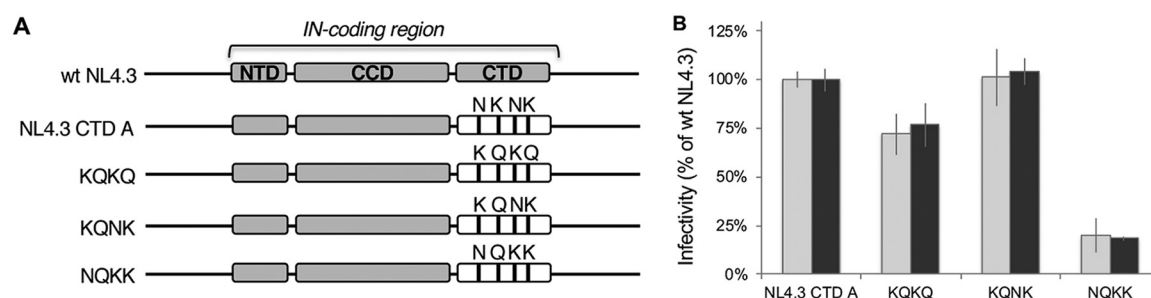 A
IN-coding region
wt NL4.3
NTD
CCD
CTD
NL4.3 CTD A
N K N K
KQKQ
K Q K Q
KQNK
K Q N K
NQKK
N Q K K
B
Infectivity (% of wt NL4.3)
125%
100%
75%
50%
25%
0%
NL4.3 CTD A
KQKQ
KQNK
NQKK